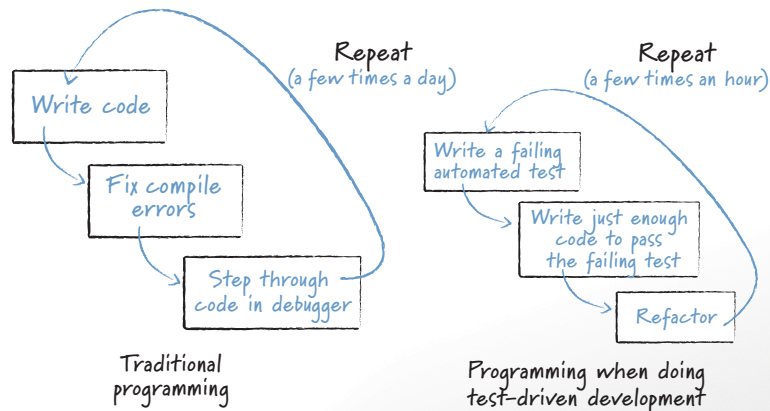 Repeat
(a few times a day)
Write code
Fix compile
errors
Step through
code in debugger
Traditional
programming
Repeat
(a few times an hour)
Write a failing
automated test
Write just enough
code to pass
the failing test
Refactor
Programming when doing
test-driven development